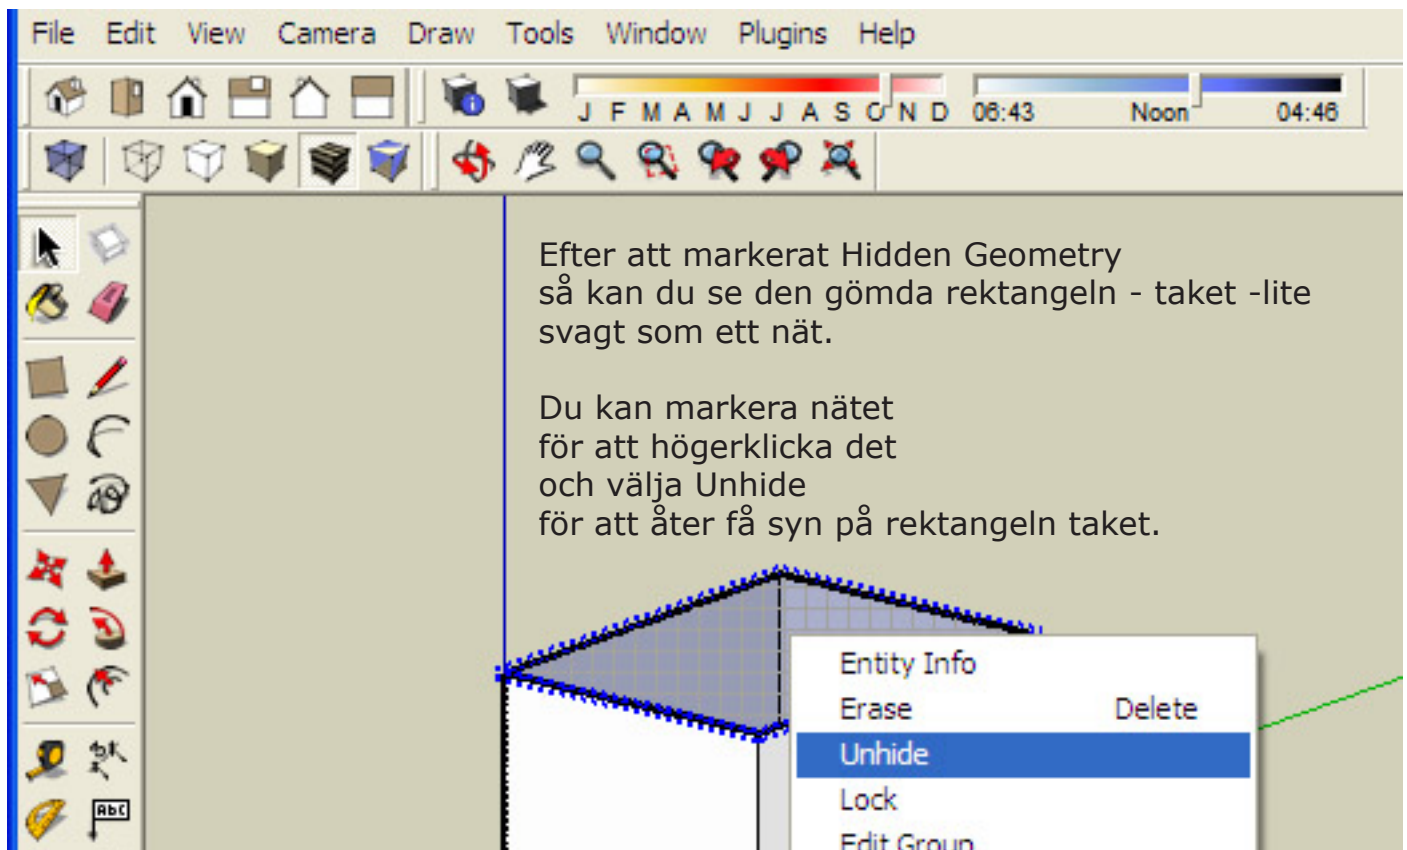 File Edit View Camera Draw Tools Window Plugins Help
J F M A M J J A S O N D 06:43 Noon 04:46
Efter att markerat Hidden Geometry
så kan du se den gömda rektangeln - taket -lite
svagt som ett nät.
Du kan markera nätet
för att högerklicka det
och välja Unhide
för att åter få syn på rektangeln taket.
Entity Info
Erase Delete
Unhide
Lock
Edit Group
ABC